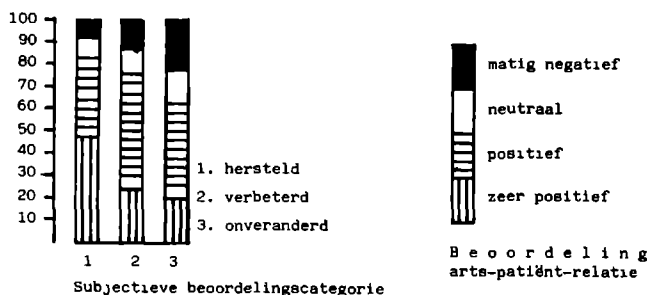 100
90
80
70
60
50
40
30
20
10
1 2 3
Subjectieve beoordelingscategorie
1. hersteld
2. verbeterd
3. onveranderd
matig negatief
neutraal
positief
zeer positief
Beoordeling
arts-patiënt-relatie